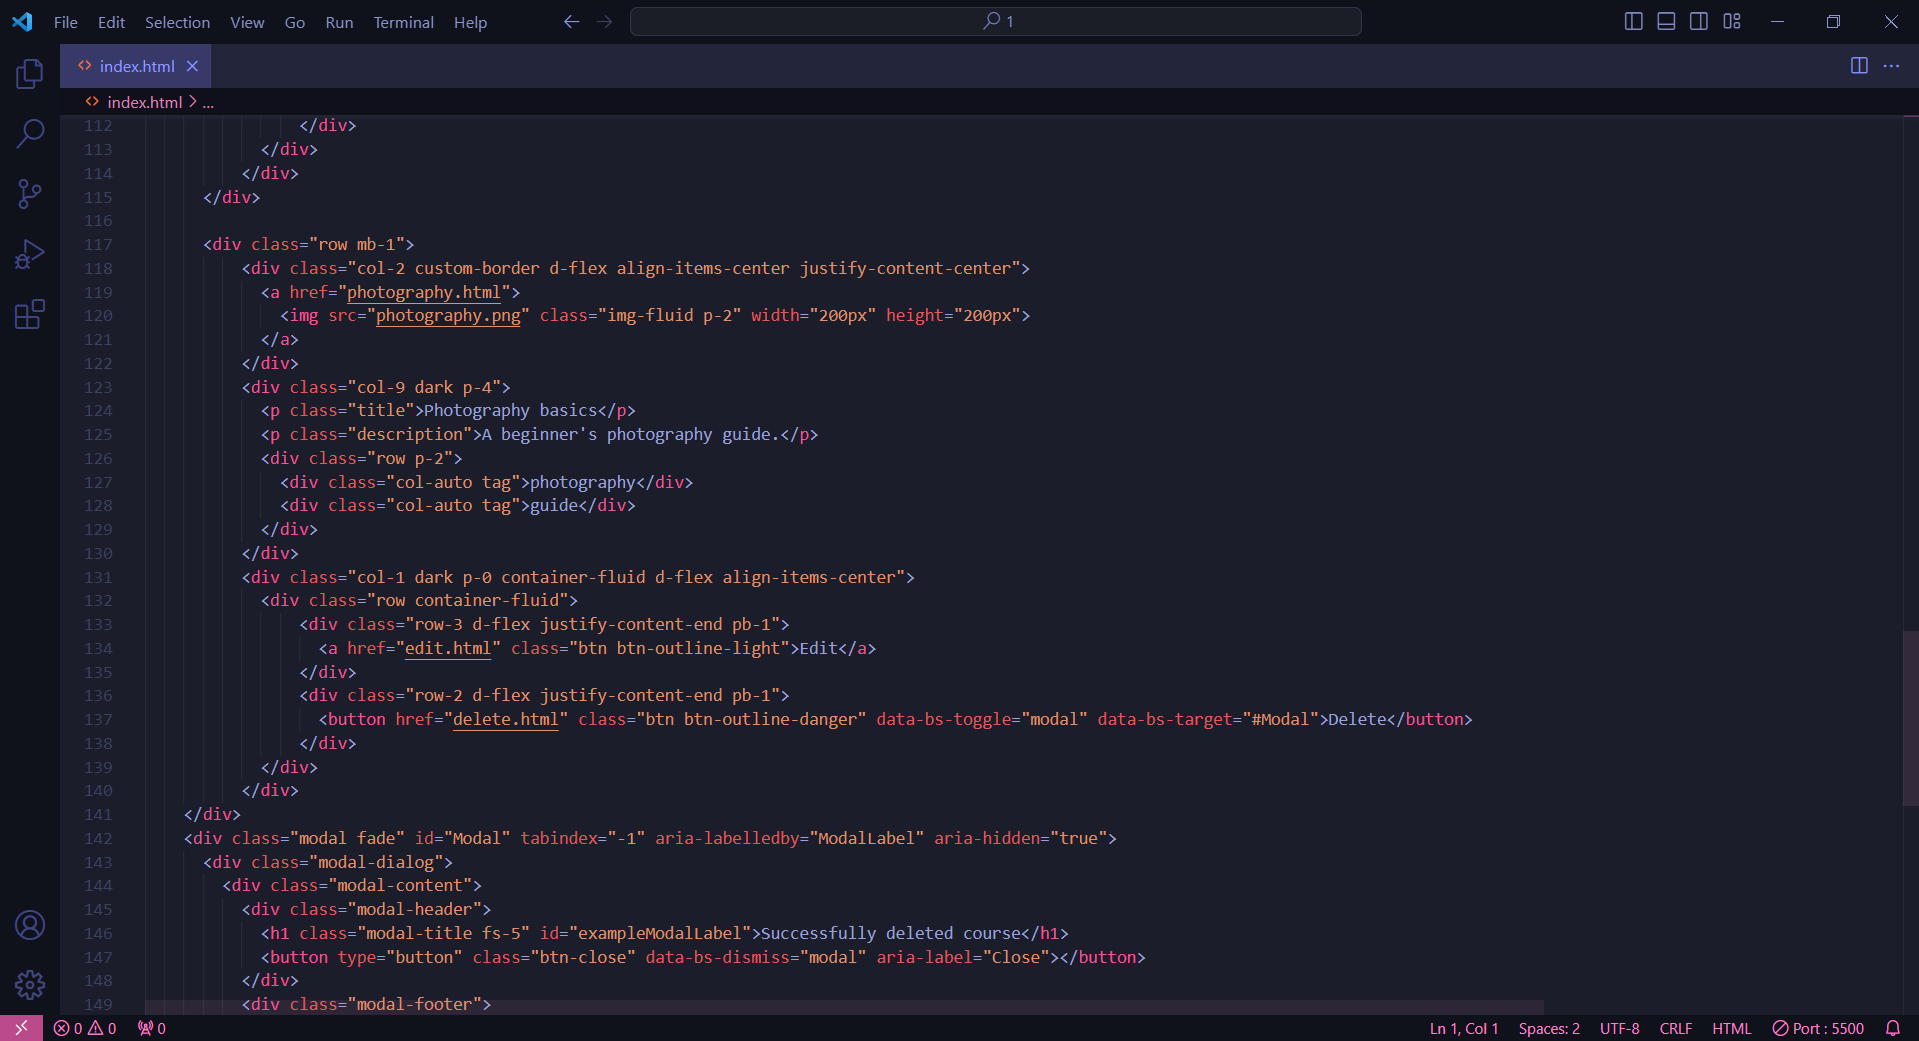 File Edit Selection View Go Run Terminal Help
1
index.html
index.html > ...
112 </div>
113 </div>
114 </div>
115 </div>
116
117 <div class="row mb-1">
118 <div class="col-2 custom-border d-flex align-items-center justify-content-center">
119 <a href="photography.html">
120 <img src="photography.png" class="img-fluid p-2" width="200px" height="200px">
121 </a>
122 </div>
123 <div class="col-9 dark p-4">
124 <p class="title">Photography basics</p>
125 <p class="description">A beginner's photography guide.</p>
126 <div class="row p-2">
127 <div class="col-auto tag">photography</div>
128 <div class="col-auto tag">guide</div>
129 </div>
130 </div>
131 <div class="col-1 dark p-0 container-fluid d-flex align-items-center">
132 <div class="row container-fluid">
133 <div class="row-3 d-flex justify-content-end pb-1">
134 <a href="edit.html" class="btn btn-outline-light">Edit</a>
135 </div>
136 <div class="row-2 d-flex justify-content-end pb-1">
137 <button href="delete.html" class="btn btn-outline-danger" data-bs-toggle="modal" data-bs-target="#Modal">Delete</button>
138 </div>
139 </div>
140 </div>
141 </div>
142 <div class="modal fade" id="Modal" tabindex="-1" aria-labelledby="ModalLabel" aria-hidden="true">
143 <div class="modal-dialog">
144 <div class="modal-content">
145 <div class="modal-header">
146 <h1 class="modal-title fs-5" id="exampleModalLabel">Successfully deleted course</h1>
147 <button type="button" class="btn-close" data-bs-dismiss="modal" aria-label="Close"></button>
148 </div>
149 <div class="modal-footer">
0 0 0 Ln 1, Col 1 Spaces: 2 UTF-8 CRLF HTML Port : 5500